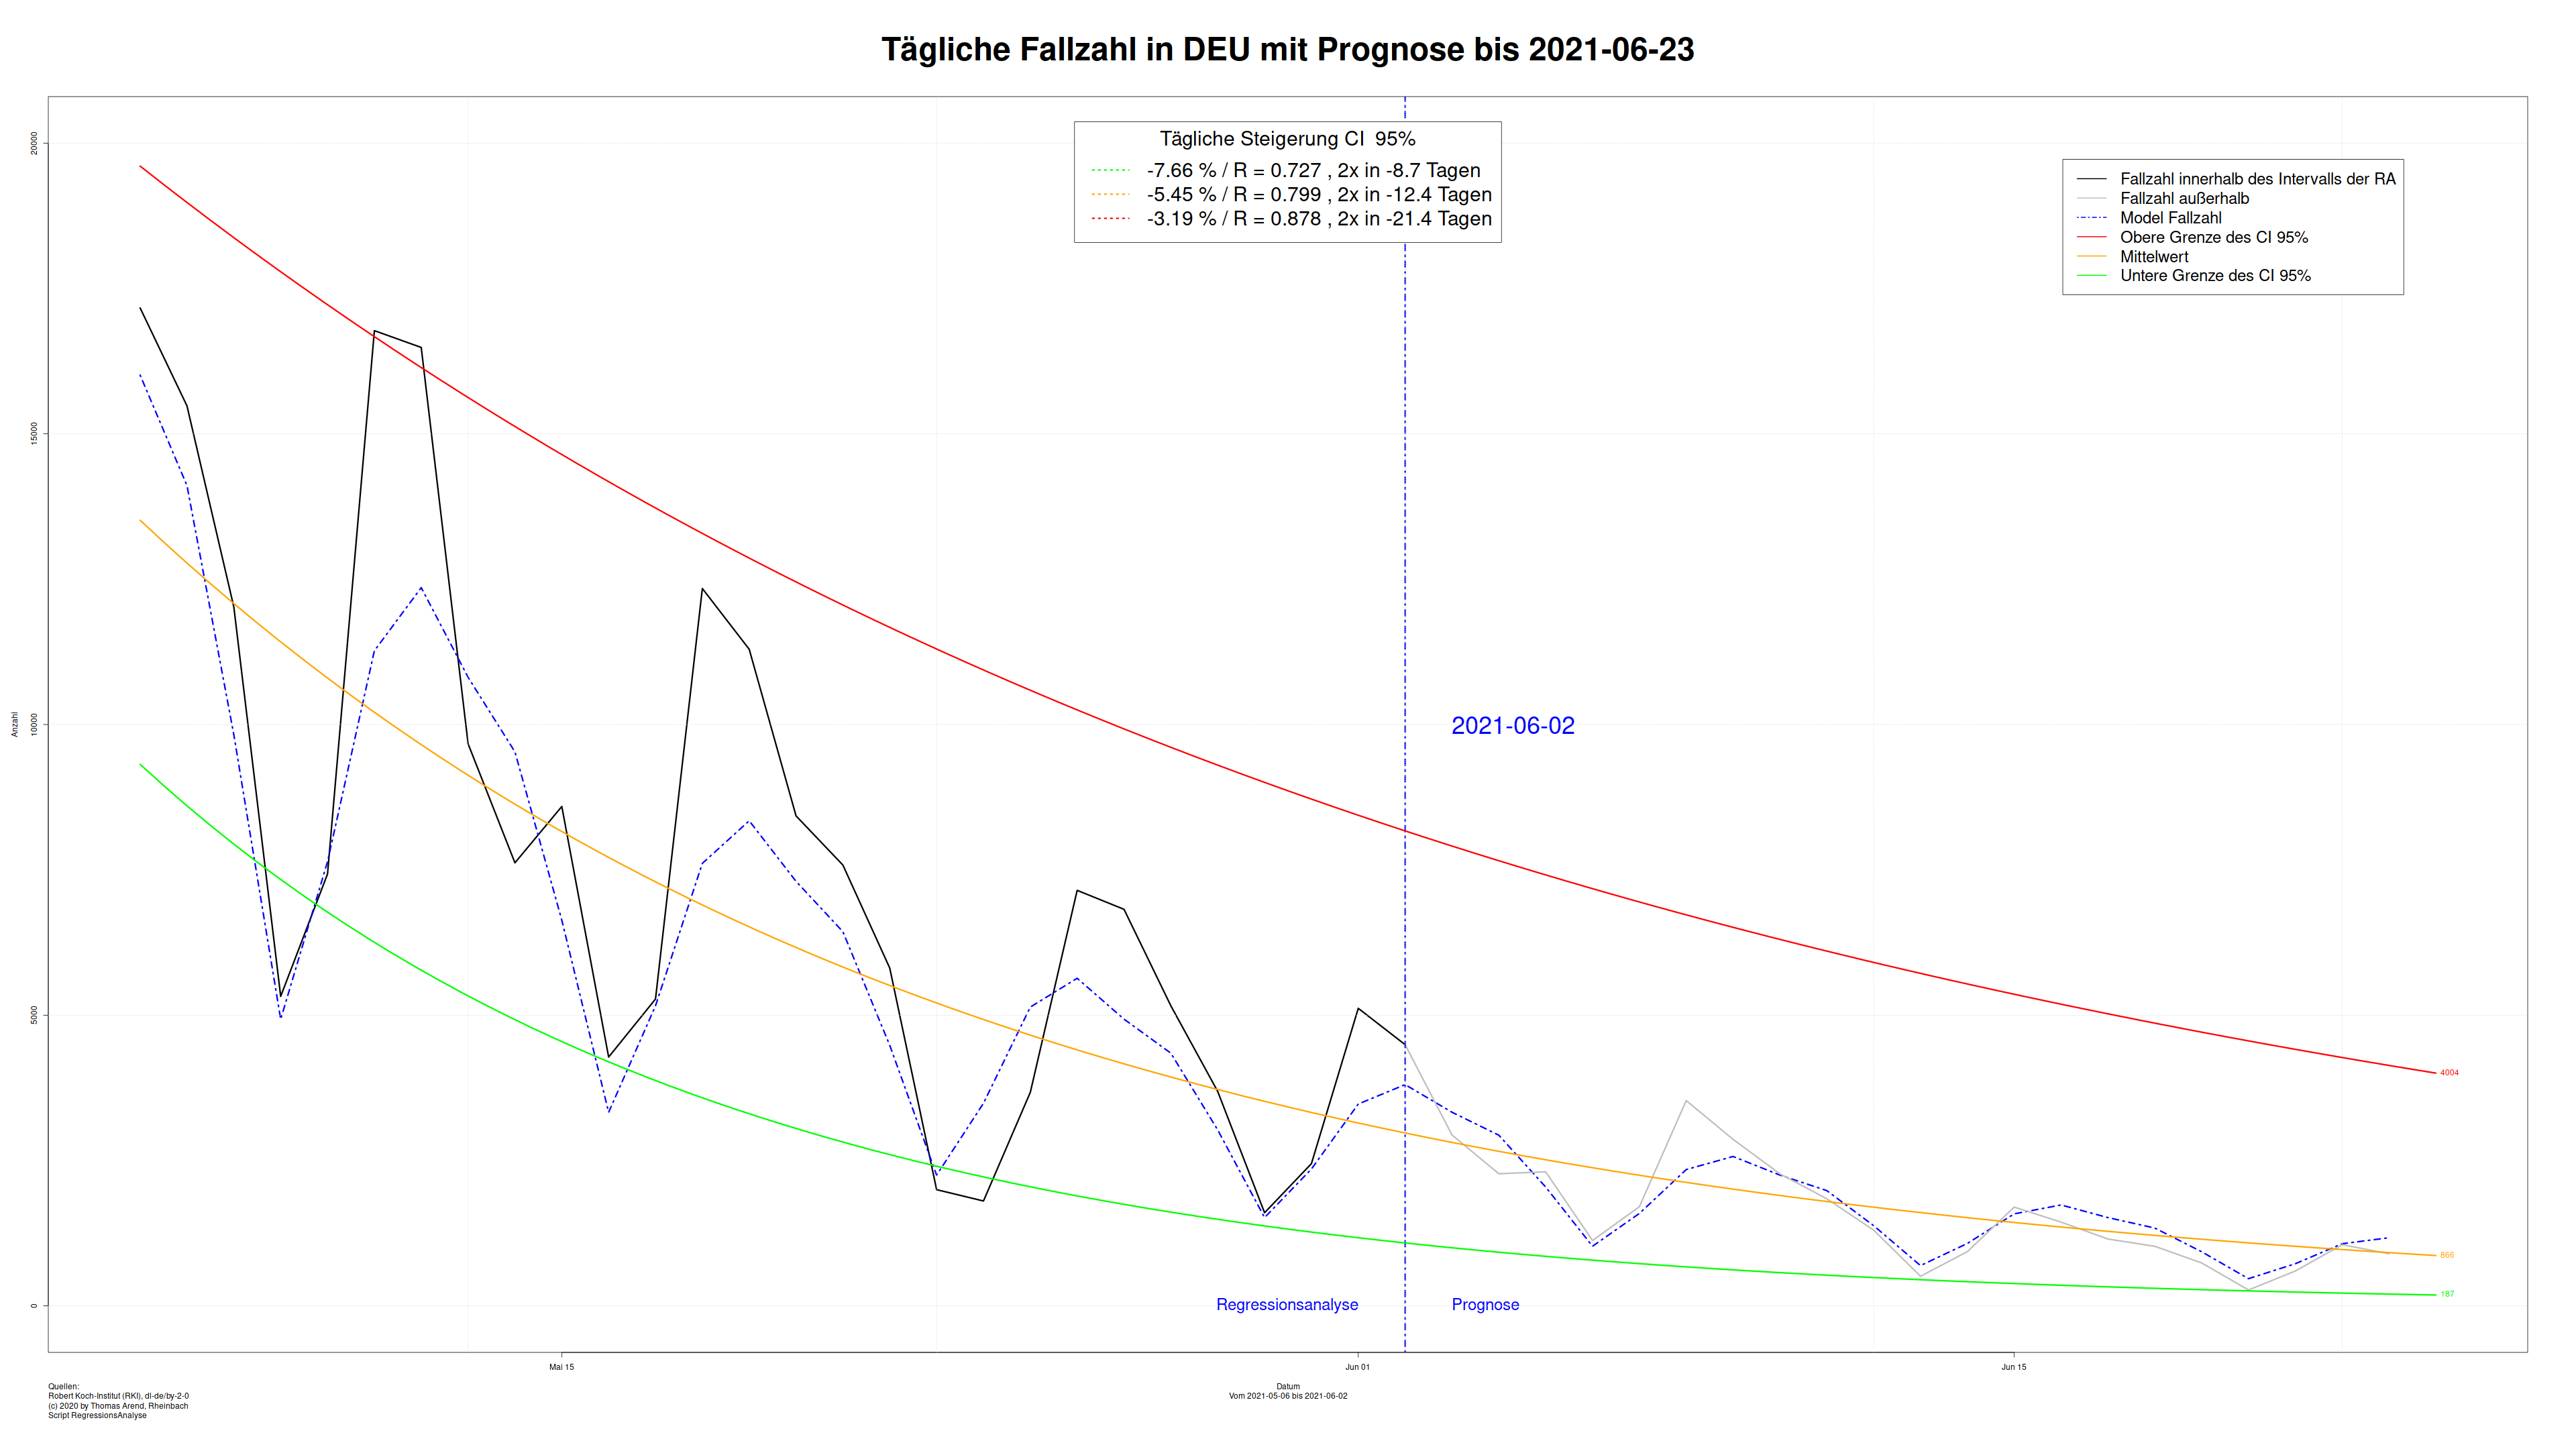 Tägliche Fallzahl in DEU mit Prognose bis 2021-06-23
Tägliche Steigerung CI  95%
-7.66 % / R = 0.727 , 2x in -8.7 Tagen
-5.45 % / R = 0.799 , 2x in -12.4 Tagen
-3.19 % / R = 0.878 , 2x in -21.4 Tagen
Fallzahl innerhalb des Intervalls der RA
Fallzahl außerhalb
Model Fallzahl
Obere Grenze des CI 95%
Mittelwert
Untere Grenze des CI 95%
20000
15000
10000
5000
0
Anzahl
2021-06-02
4004
866
187
Regressionsanalyse
Prognose
Mai 15
Jun 01
Jun 15
Datum
Vom 2021-05-06 bis 2021-06-02
Quellen:
Robert Koch-Institut (RKI), dl-de/by-2-0
(c) 2020 by Thomas Arend, Rheinbach
Script RegressionsAnalyse